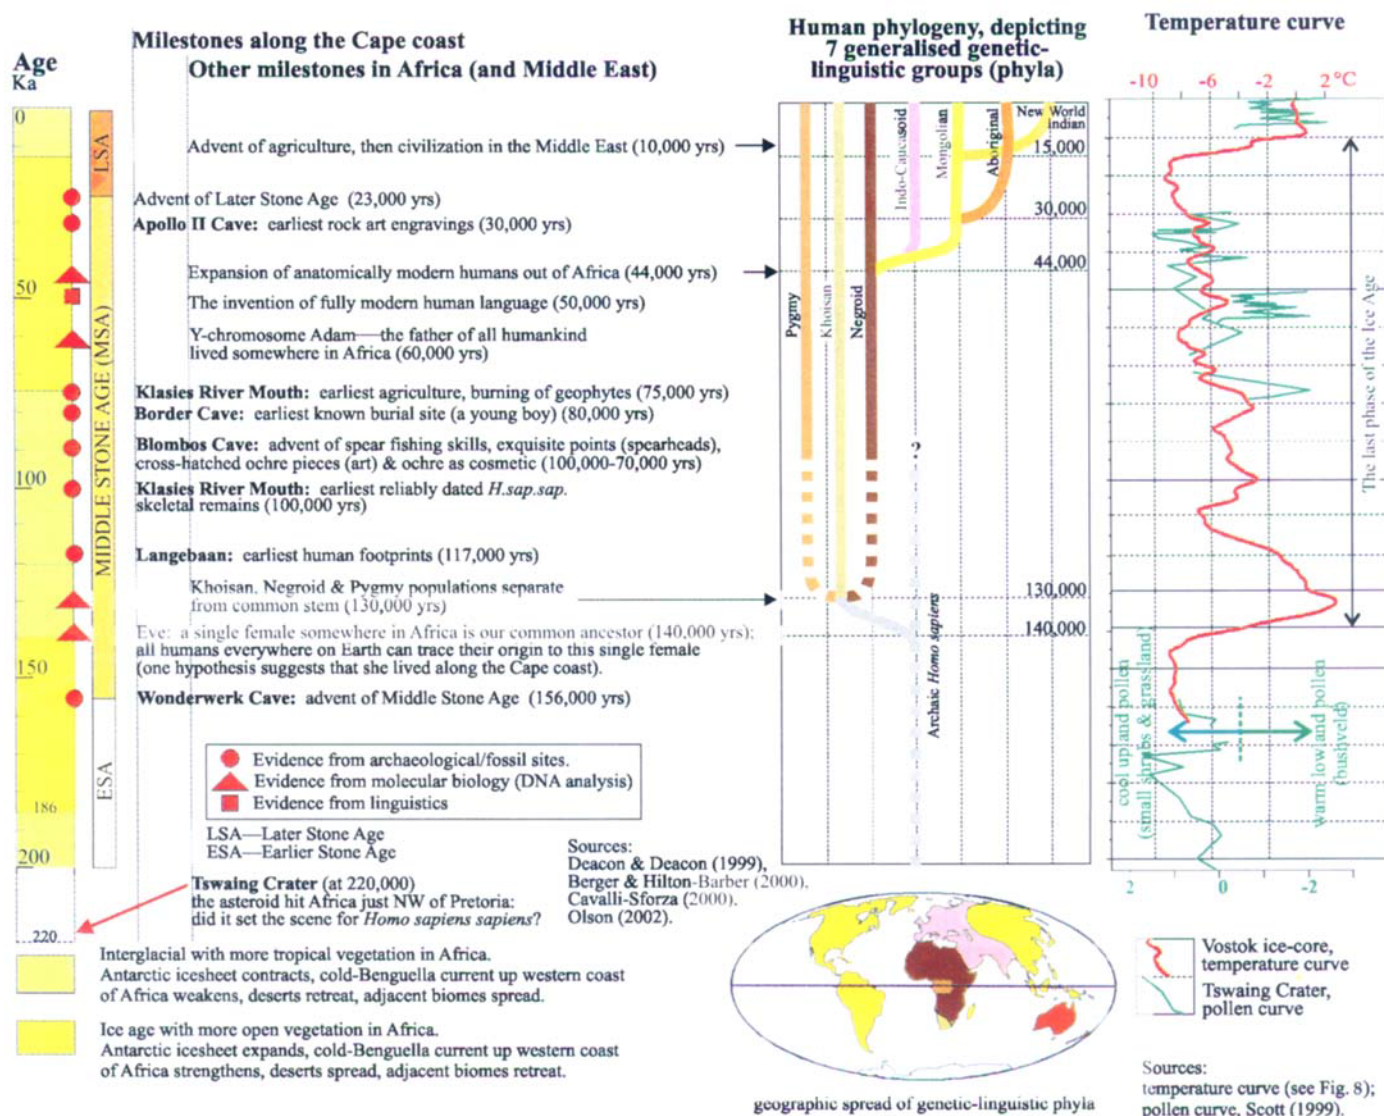 Milestones along the Cape coast
Other milestones in Africa (and Middle East)
Human phylogeny, depicting
7 generalised genetic-
linguistic groups (phyla)
Temperature curve
Age
Ka
0
50
100
150
186
200
220
LSA
MIDDLE STONE AGE (MSA)
ESA
Advent of agriculture, then civilization in the Middle East (10,000 yrs)
Advent of Later Stone Age (23,000 yrs)
Apollo II Cave: earliest rock art engravings (30,000 yrs)
Expansion of anatomically modern humans out of Africa (44,000 yrs)
The invention of fully modern human language (50,000 yrs)
Y-chromosome Adam—the father of all humankind
lived somewhere in Africa (60,000 yrs)
Klasies River Mouth: earliest agriculture, burning of geophytes (75,000 yrs)
Border Cave: earliest known burial site (a young boy) (80,000 yrs)
Blombos Cave: advent of spear fishing skills, exquisite points (spearheads),
cross-hatched ochre pieces (art) & ochre as cosmetic (100,000-70,000 yrs)
Klasies River Mouth: earliest reliably dated H.sap.sap.
skeletal remains (100,000 yrs)
Langebaan: earliest human footprints (117,000 yrs)
Khoisan. Negroid & Pygmy populations separate
from common stem (130,000 yrs)
Eve: a single female somewhere in Africa is our common ancestor (140,000 yrs);
all humans everywhere on Earth can trace their origin to this single female
(one hypothesis suggests that she lived along the Cape coast).
Wonderwerk Cave: advent of Middle Stone Age (156,000 yrs)
Evidence from archaeological/fossil sites.
Evidence from molecular biology (DNA analysis)
Evidence from linguistics
LSA—Later Stone Age
ESA—Earlier Stone Age
Sources:
Deacon & Deacon (1999),
Berger & Hilton-Barber (2000),
Cavalli-Sforza (2000).
Olson (2002).
Tswaing Crater (at 220,000)
the asteroid hit Africa just NW of Pretoria:
did it set the scene for Homo sapiens sapiens?
Interglacial with more tropical vegetation in Africa.
Antarctic icesheet contracts, cold-Benguella current up western coast
of Africa weakens, deserts retreat, adjacent biomes spread.
Ice age with more open vegetation in Africa.
Antarctic icesheet expands, cold-Benguella current up western coast
of Africa strengthens, deserts spread, adjacent biomes retreat.
Pygmy
Khoisan
Negroid
Indo-Caucasoid
Mongolian
Aboriginal
New World
Indian
15,000
30,000
44,000
130,000
140,000
?
Archaic Homo sapiens
geographic spread of genetic-linguistic phyla
-10 -6 -2 2 °C
The last phase of the Ice Age
cool upland pollen
(small shrubs & grassland)
warm lowland pollen
(bushveld)
2 0 -2
Vostok ice-core,
temperature curve
Tswaing Crater,
pollen curve
Sources:
temperature curve (see Fig. 8);
pollen curve, Scott (1999).